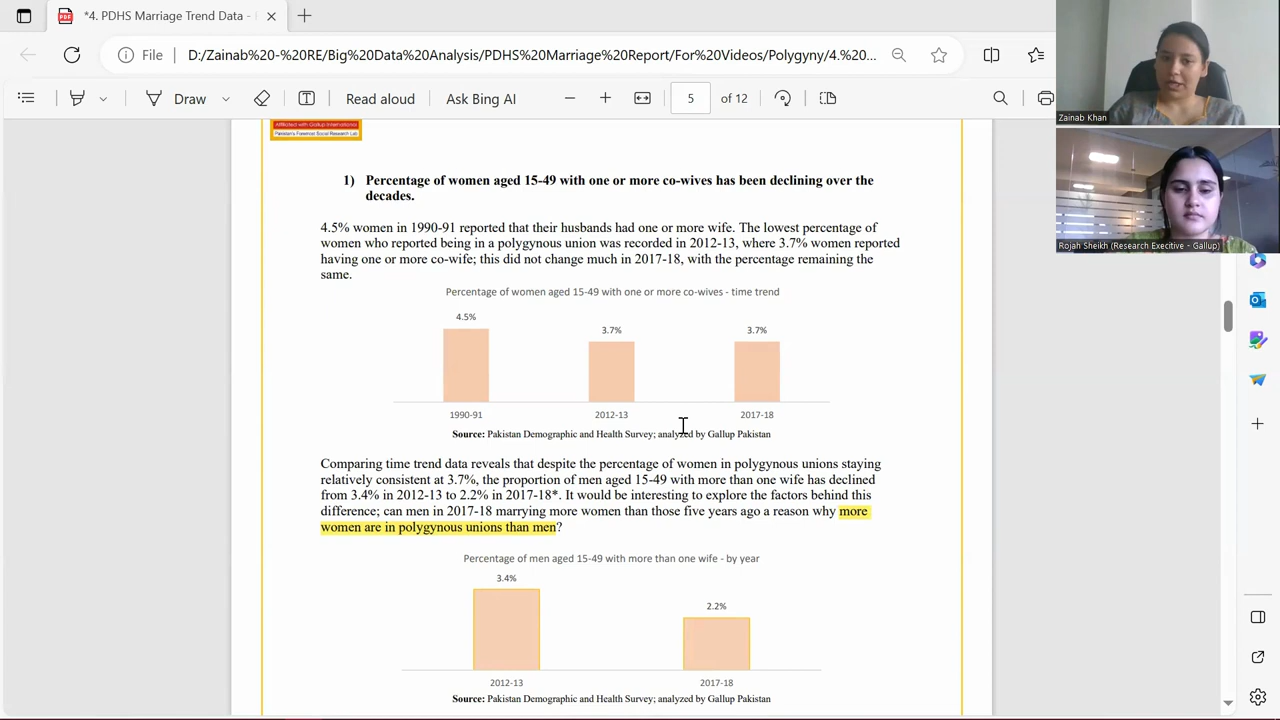 *4. PDHS Marriage Trend Data -
File
D:/Zainab%20-%20RE/Big%20Data%20Analysis/PDHS%20Marriage%20Report/For%20Videos/Polygyny/4.%20...
Draw
Read aloud
Ask Bing AI
5
of 12
Zainab Khan
Rojah Sheikh (Research Execitive - Gallup)
Affiliated with Gallup International
Pakistan's Foremost Social Research Lab
1) Percentage of women aged 15-49 with one or more co-wives has been declining over the
decades.
4.5% women in 1990-91 reported that their husbands had one or more wife. The lowest percentage of
women who reported being in a polygynous union was recorded in 2012-13, where 3.7% women reported
having one or more co-wife; this did not change much in 2017-18, with the percentage remaining the
same.
Percentage of women aged 15-49 with one or more co-wives - time trend
4.5%
3.7%
3.7%
1990-91
2012-13
2017-18
Source: Pakistan Demographic and Health Survey; analyzed by Gallup Pakistan
Comparing time trend data reveals that despite the percentage of women in polygynous unions staying
relatively consistent at 3.7%, the proportion of men aged 15-49 with more than one wife has declined
from 3.4% in 2012-13 to 2.2% in 2017-18*. It would be interesting to explore the factors behind this
difference; can men in 2017-18 marrying more women than those five years ago a reason why more
women are in polygynous unions than men?
Percentage of men aged 15-49 with more than one wife - by year
3.4%
2.2%
2012-13
2017-18
Source: Pakistan Demographic and Health Survey; analyzed by Gallup Pakistan